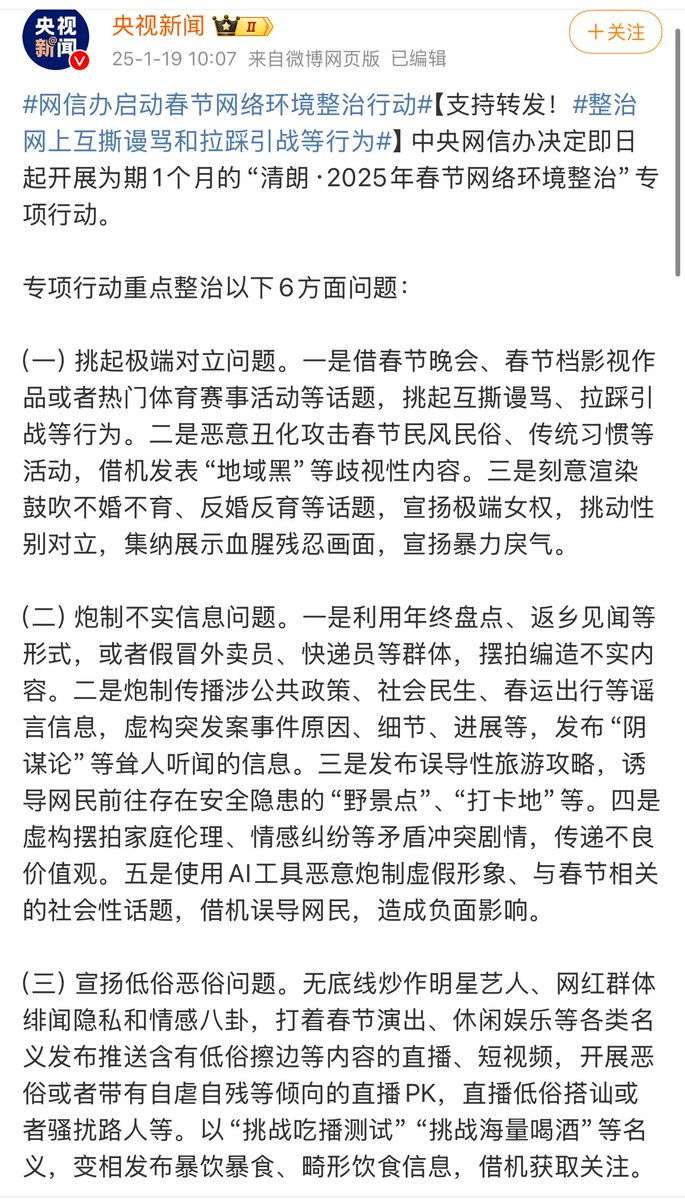 央视
新闻
央视新闻 II
+关注
25-1-19 10:07 来自微博网页版 已编辑
#网信办启动春节网络环境整治行动#【支持转发！#整治
网上互撕谩骂和拉踩引战等行为#】中央网信办决定即日
起开展为期1个月的“清朗·2025年春节网络环境整治”专
项行动。
专项行动重点整治以下6方面问题：
(一) 挑起极端对立问题。一是借春节晚会、春节档影视作
品或者热门体育赛事活动等话题，挑起互撕谩骂、拉踩引
战等行为。二是恶意丑化攻击春节民风民俗、传统习惯等
活动，借机发表“地域黑”等歧视性内容。三是刻意渲染
鼓吹不婚不育、反婚反育等话题，宣扬极端女权，挑动性
别对立，集纳展示血腥残忍画面，宣扬暴力戾气。
(二) 炮制不实信息问题。一是利用年终盘点、返乡见闻等
形式，或者假冒外卖员、快递员等群体，摆拍编造不实内
容。二是炮制传播涉公共政策、社会民生、春运出行等谣
言信息，虚构突发案事件原因、细节、进展等，发布“阴
谋论”等耸人听闻的信息。三是发布误导性旅游攻略，诱
导网民前往存在安全隐患的“野景点”、“打卡地”等。四是
虚构摆拍家庭伦理、情感纠纷等矛盾冲突剧情，传递不良
价值观。五是使用AI工具恶意炮制虚假形象、与春节相关
的社会性话题，借机误导网民，造成负面影响。
(三) 宣扬低俗恶俗问题。无底线炒作明星艺人、网红群体
绯闻隐私和情感八卦，打着春节演出、休闲娱乐等各类名
义发布推送含有低俗擦边等内容的直播、短视频，开展恶
俗或者带有自虐自残等倾向的直播PK，直播低俗搭讪或
者骚扰路人等。以“挑战吃播测试”“挑战海量喝酒”等名
义，变相发布暴饮暴食、畸形饮食信息，借机获取关注。